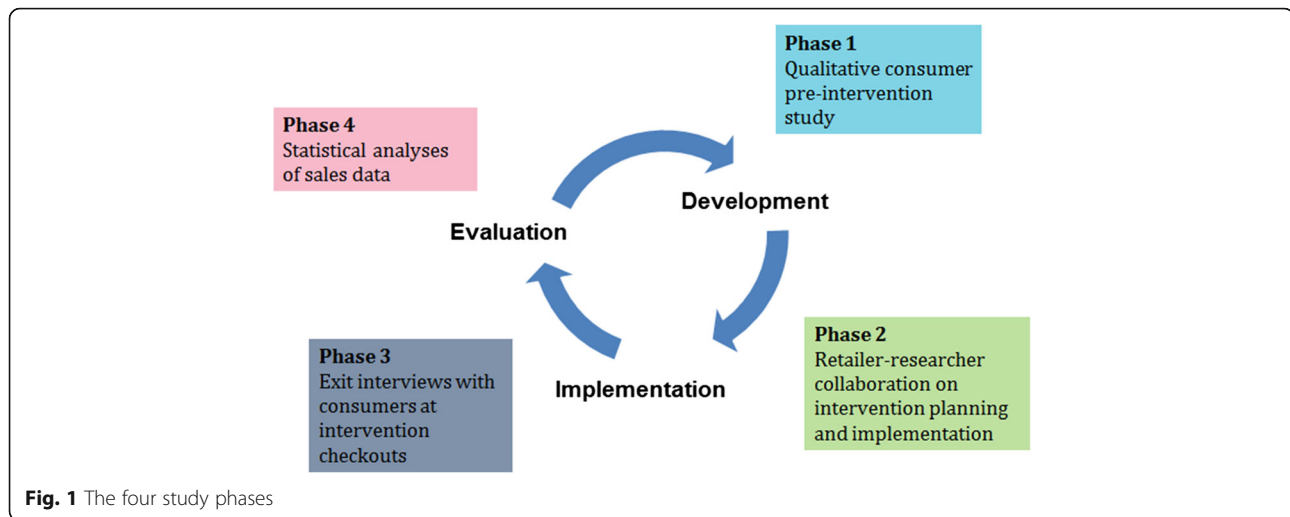 Phase 1
Qualitative consumer
pre-intervention
study
Phase 4
Statistical analyses
of sales data
Development
Evaluation
Phase 2
Retailer-researcher
collaboration on
intervention planning
and implementation
Phase 3
Exit interviews with
consumers at
intervention
checkouts
Implementation
Fig. 1 The four study phases